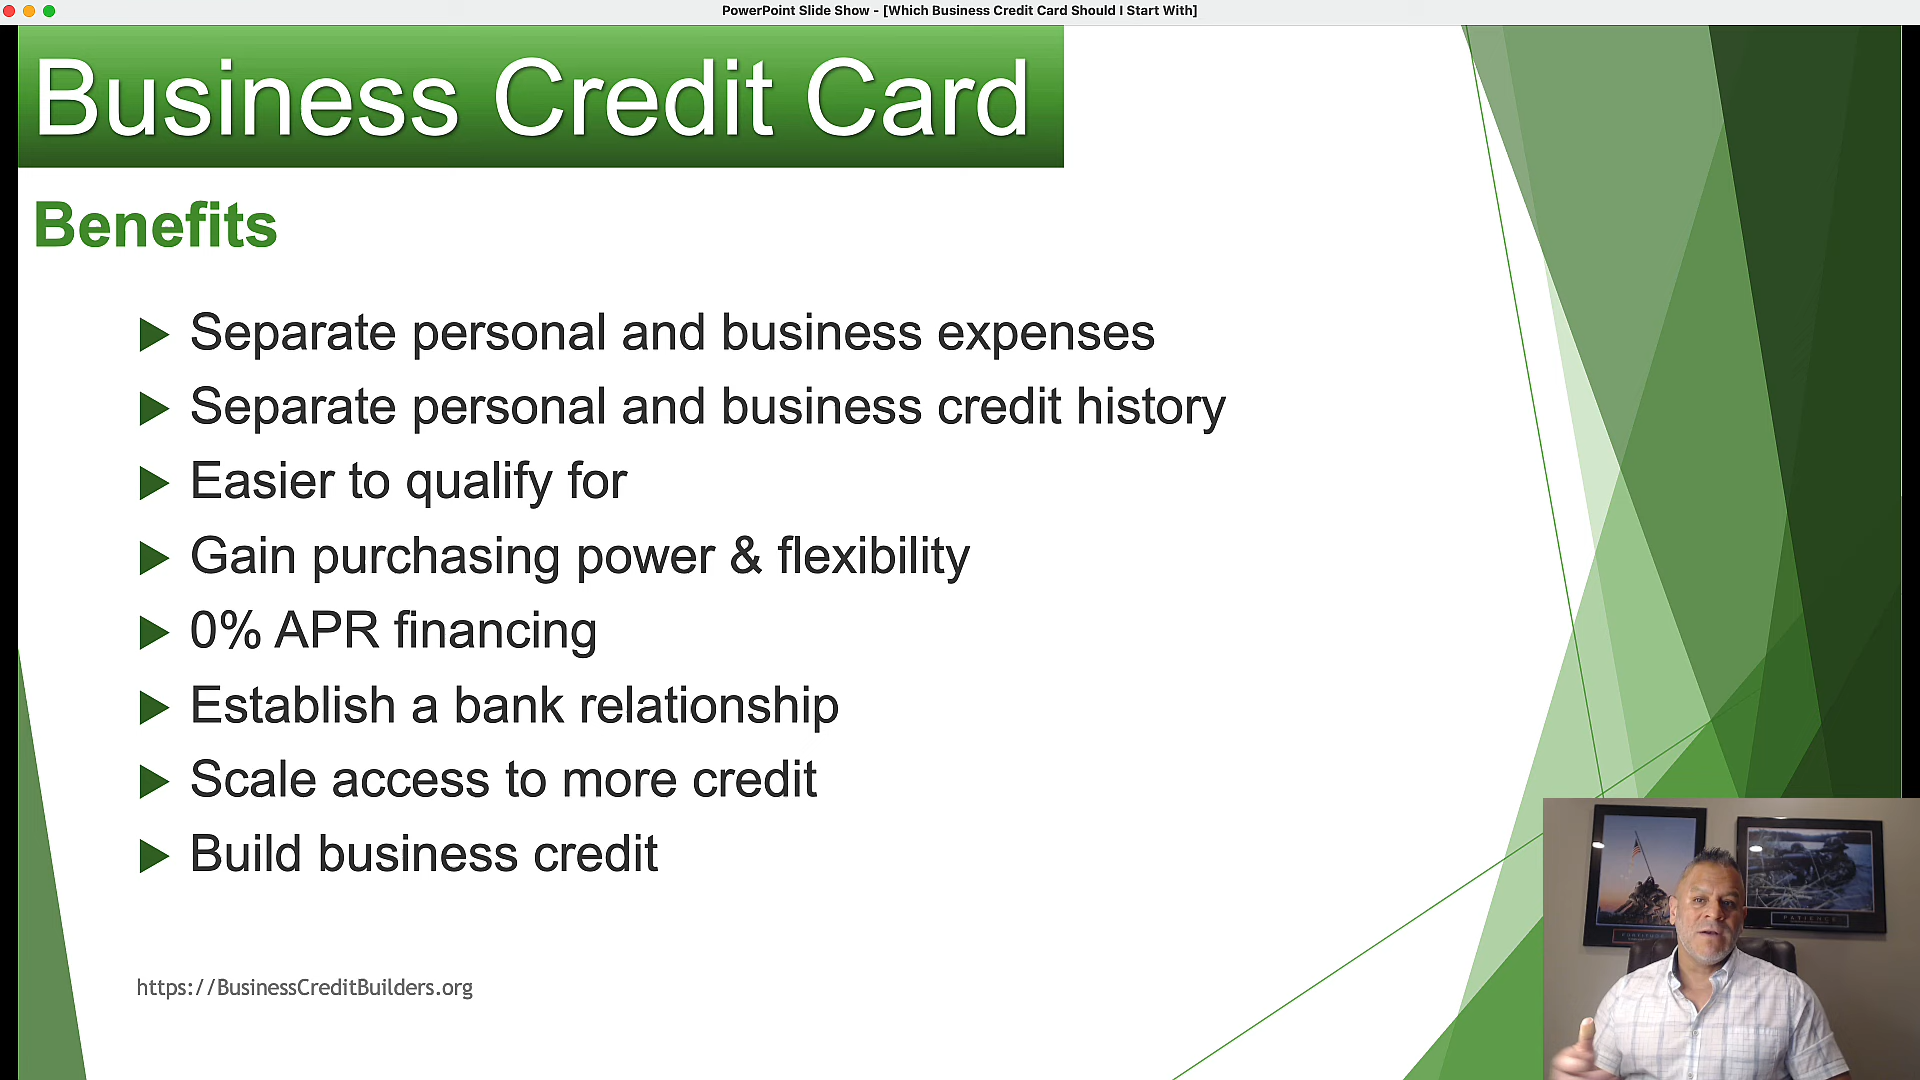 PowerPoint Slide Show - [Which Business Credit Card Should I Start With]
Business Credit Card
Benefits
Separate personal and business expenses
Separate personal and business credit history
Easier to qualify for
Gain purchasing power & flexibility
0% APR financing
Establish a bank relationship
Scale access to more credit
Build business credit
https://BusinessCreditBuilders.org
PATIENCE